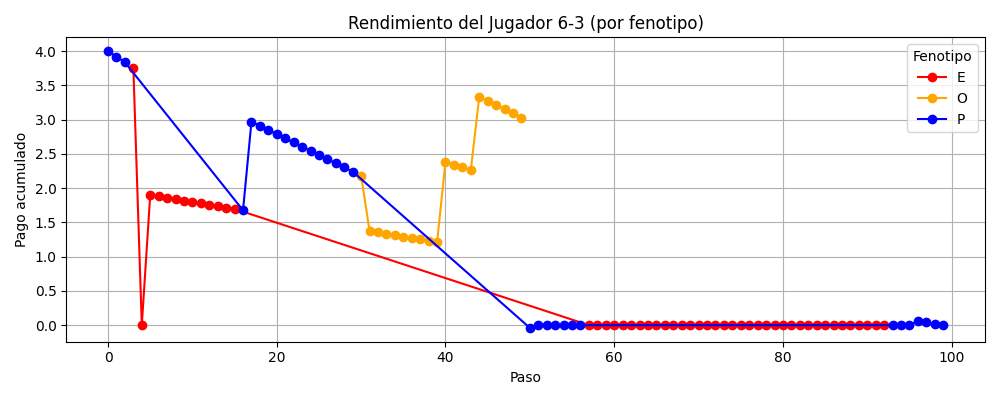 Rendimiento del Jugador 6-3 (por fenotipo)
Pago acumulado
4.0
3.5
3.0
2.5
2.0
1.5
1.0
0.5
0.0
Fenotipo
E
O
P
0 20 40 60 80 100
Paso